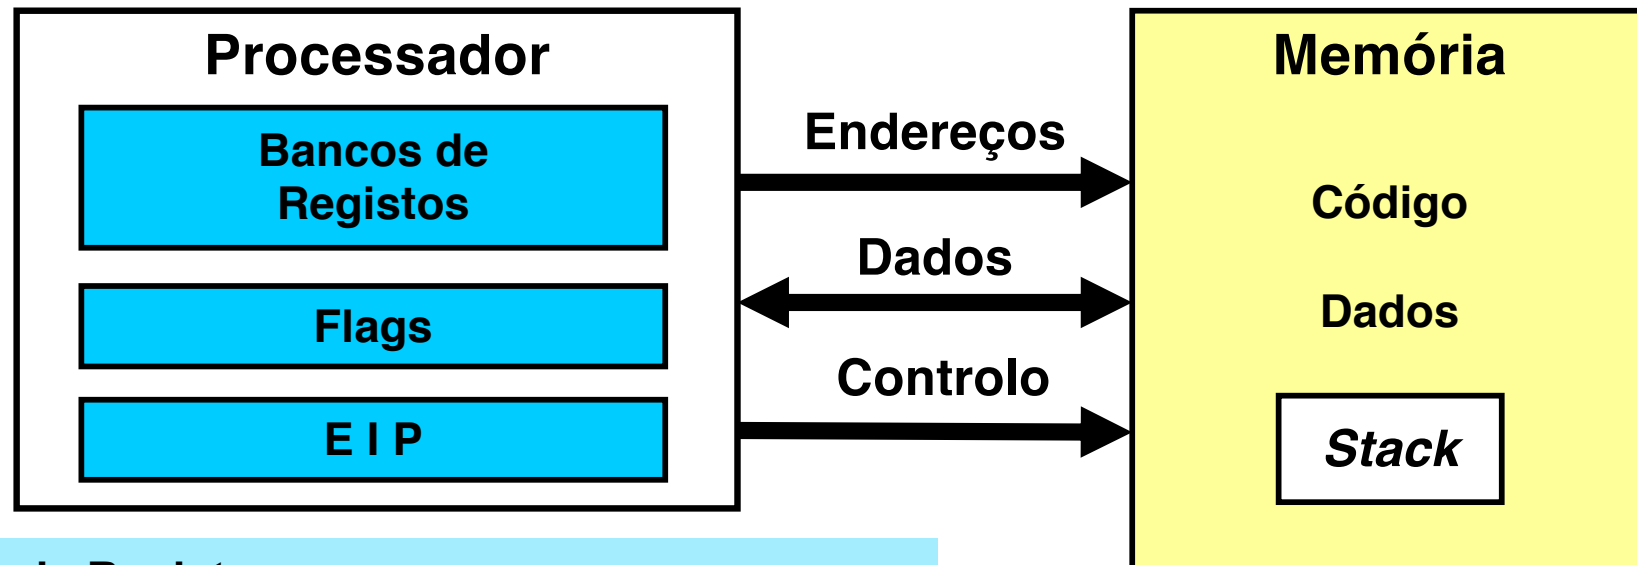 Processador
Bancos de
Registos
Flags
E I P
Endereços
Dados
Controlo
Memória
Código
Dados
Stack